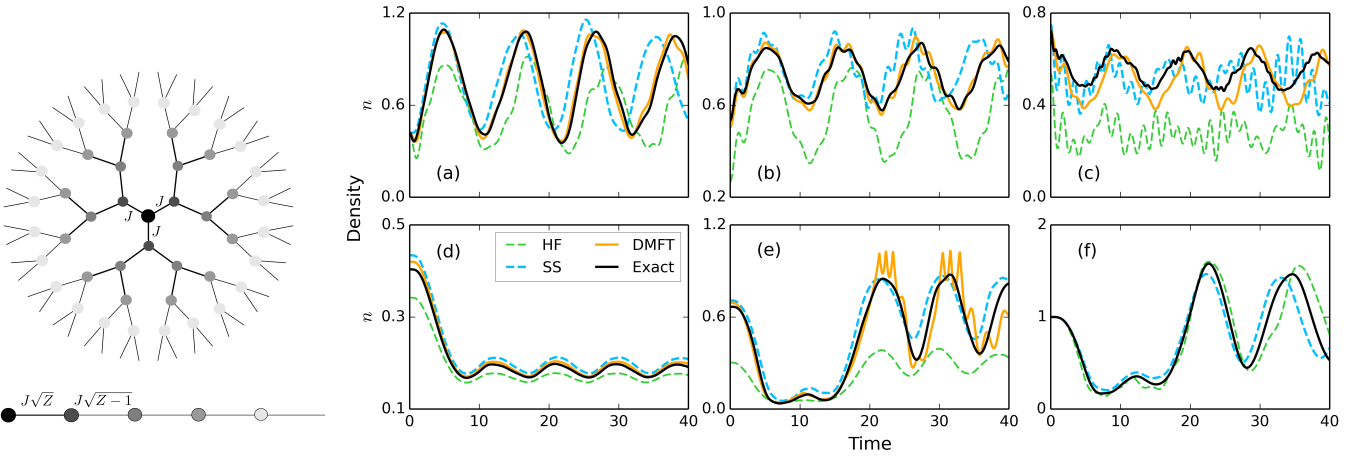 J J
J
J√Z J√Z − 1
Density
1.2
0.6
0.0
n
(a)
1.0
0.6
0.2
(b)
0.8
0.4
0.0
(c)
0.5
0.3
0.1
n
(d)
HF DMFT
SS Exact
1.2
0.6
0.0
(e)
2
1
0
(f)
0 10 20 30 40
0 10 20 30 40
0 10 20 30 40
Time